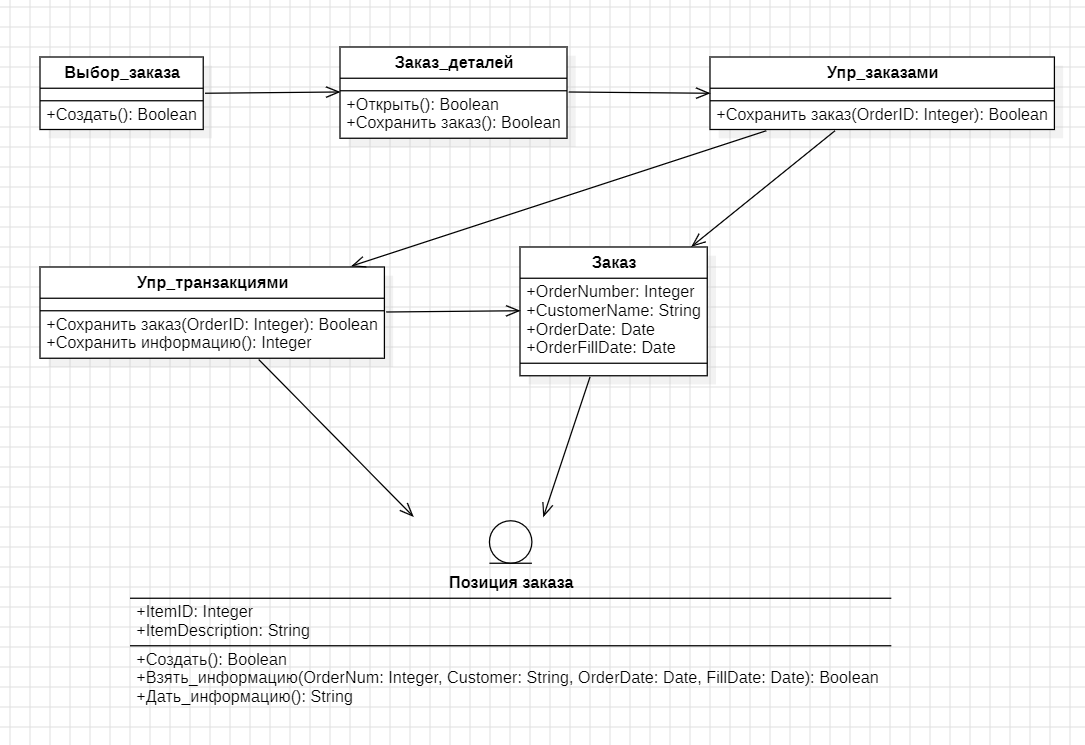 Выбор_заказа
+Создать(): Boolean
Заказ_деталей
+Открыть(): Boolean
+Сохранить заказ(): Boolean
Упр_заказами
+Сохранить заказ(OrderID: Integer): Boolean
Упр_транзакциями
+Сохранить заказ(OrderID: Integer): Boolean
+Сохранить информацию(): Integer
Заказ
+OrderNumber: Integer
+CustomerName: String
+OrderDate: Date
+OrderFillDate: Date
Позиция заказа
+ItemID: Integer
+ItemDescription: String
+Создать(): Boolean
+Взять_информацию(OrderNum: Integer, Customer: String, OrderDate: Date, FillDate: Date): Boolean
+Дать_информацию(): String